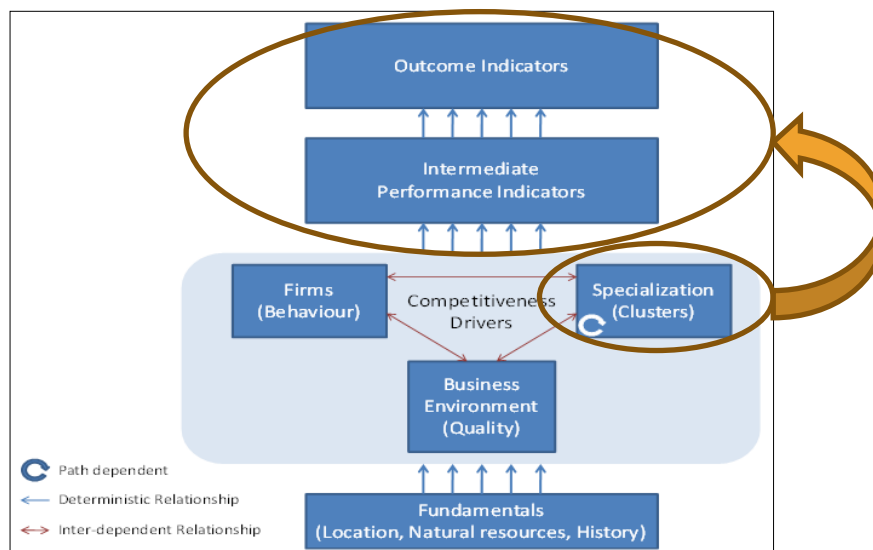 Outcome Indicators
Intermediate
Performance Indicators
Firms
(Behaviour)
Competitiveness
Drivers
Specialization
(Clusters)
Business
Environment
(Quality)
Path dependent
Deterministic Relationship
Inter-dependent Relationship
Fundamentals
(Location, Natural resources, History)